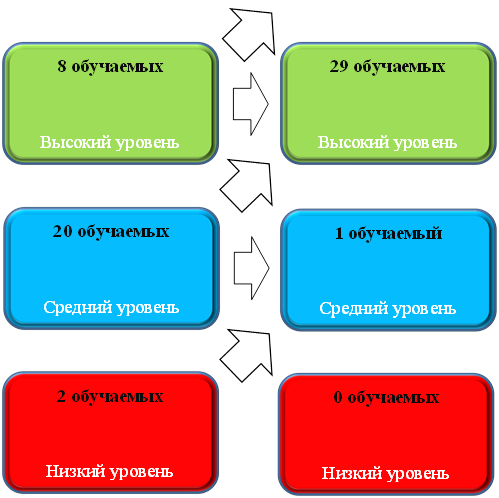 8 обучаемых
29 обучаемых
Высокий уровень
Высокий уровень
20 обучаемых
1 обучаемый
Средний уровень
Средний уровень
2 обучаемых
0 обучаемых
Низкий уровень
Низкий уровень